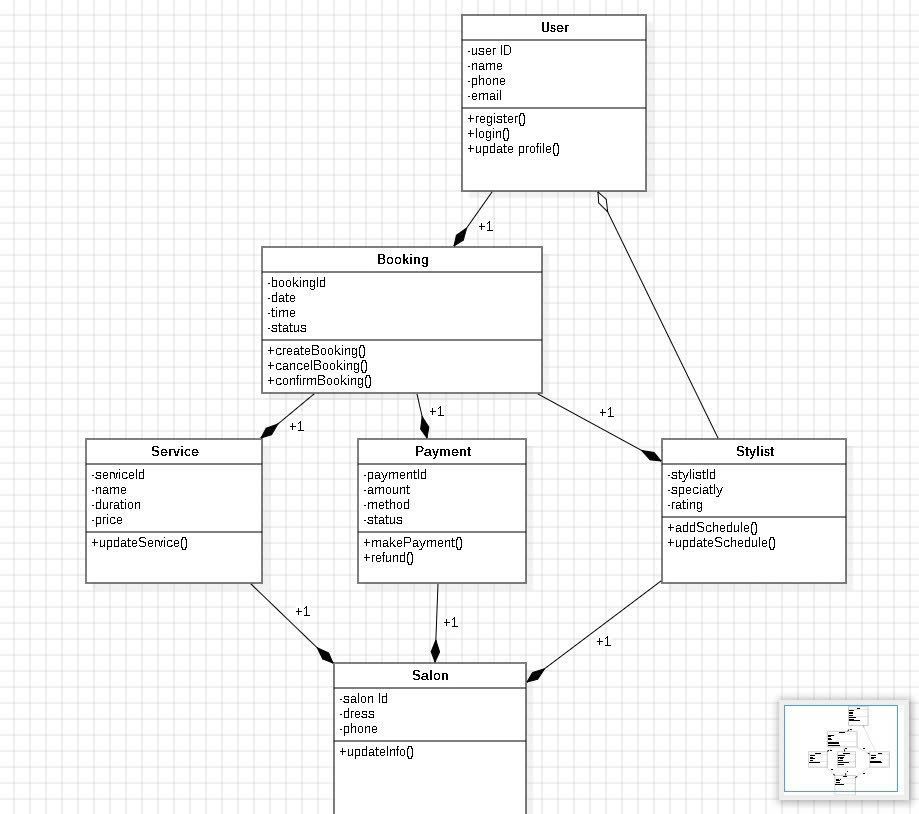 User
-user ID
-name
-phone
-email
+register()
+login()
+update profile()
+1
Booking
-bookingId
-date
-time
-status
+createBooking()
+cancelBooking()
+confirmBooking()
+1
+1
+1
Service
-serviceId
-name
-duration
-price
+updateService()
Payment
-paymentId
-amount
-method
-status
+makePayment()
+refund()
Stylist
-stylistId
-speciatly
-rating
+addSchedule()
+updateSchedule()
+1
+1
+1
Salon
-salon Id
-dress
-phone
+updateInfo()